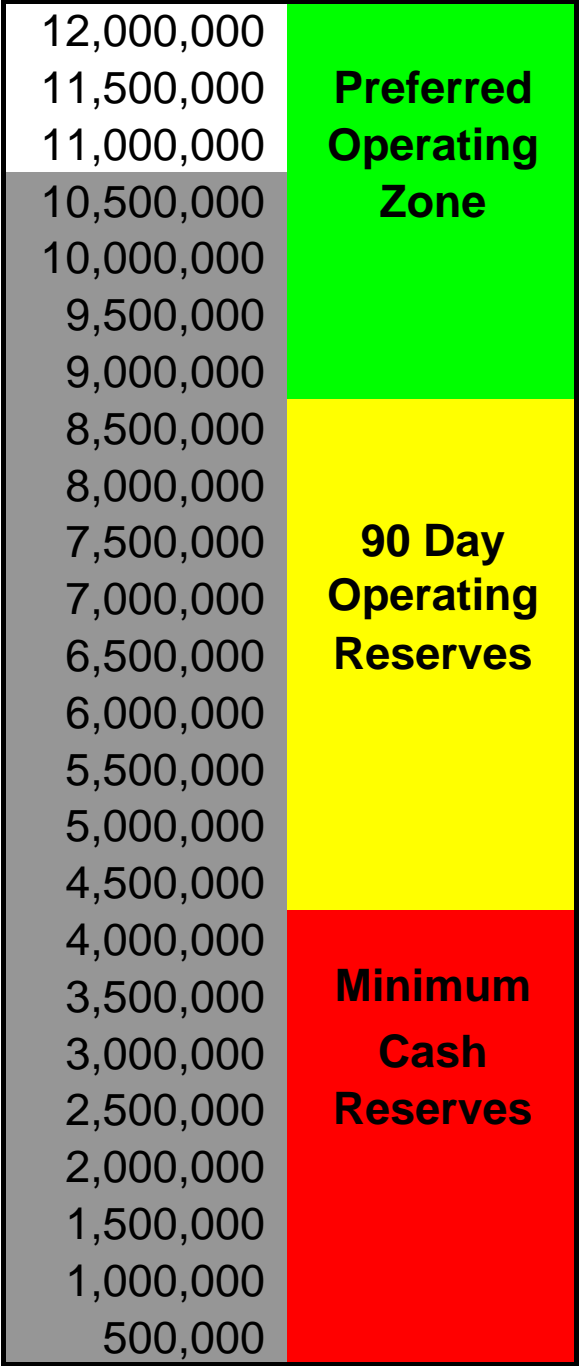 12,000,000
11,500,000 Preferred
11,000,000 Operating
10,500,000 Zone
10,000,000
9,500,000
9,000,000
8,500,000
8,000,000
7,500,000 90 Day
7,000,000 Operating
6,500,000 Reserves
6,000,000
5,500,000
5,000,000
4,500,000
4,000,000
3,500,000 Minimum
3,000,000 Cash
2,500,000 Reserves
2,000,000
1,500,000
1,000,000
500,000